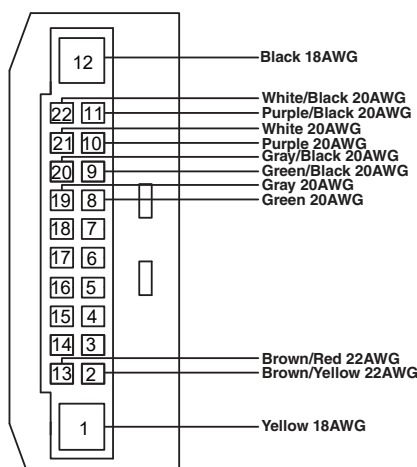 12 Black 18AWG
White/Black 20AWG
22 11 Purple/Black 20AWG
White 20AWG
21 10 Purple 20AWG
Gray/Black 20AWG
20 9 Green/Black 20AWG
Gray 20AWG
19 8 Green 20AWG
18 7
17 6
16 5
15 4
14 3
Brown/Red 22AWG
13 2 Brown/Yellow 22AWG
1 Yellow 18AWG